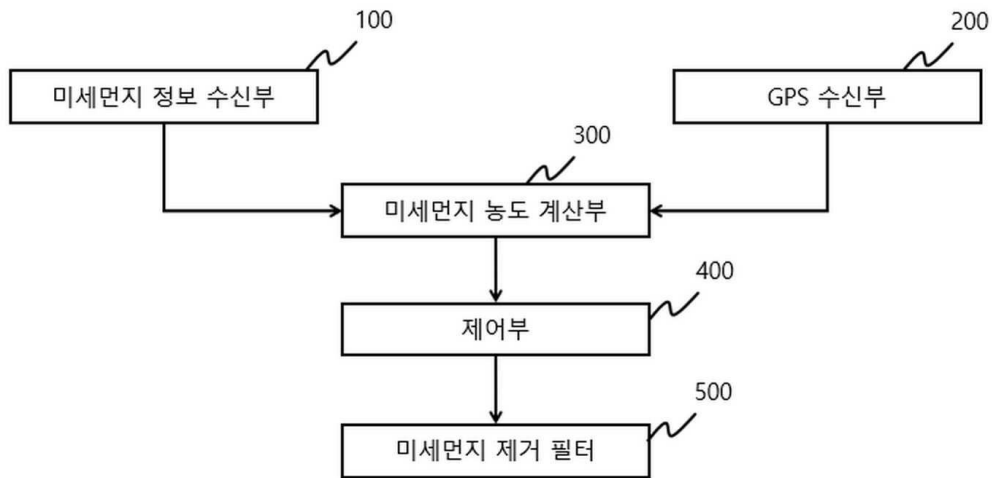 100
200
미세먼지 정보 수신부
GPS 수신부
300
미세먼지 농도 계산부
400
제어부
500
미세먼지 제거 필터